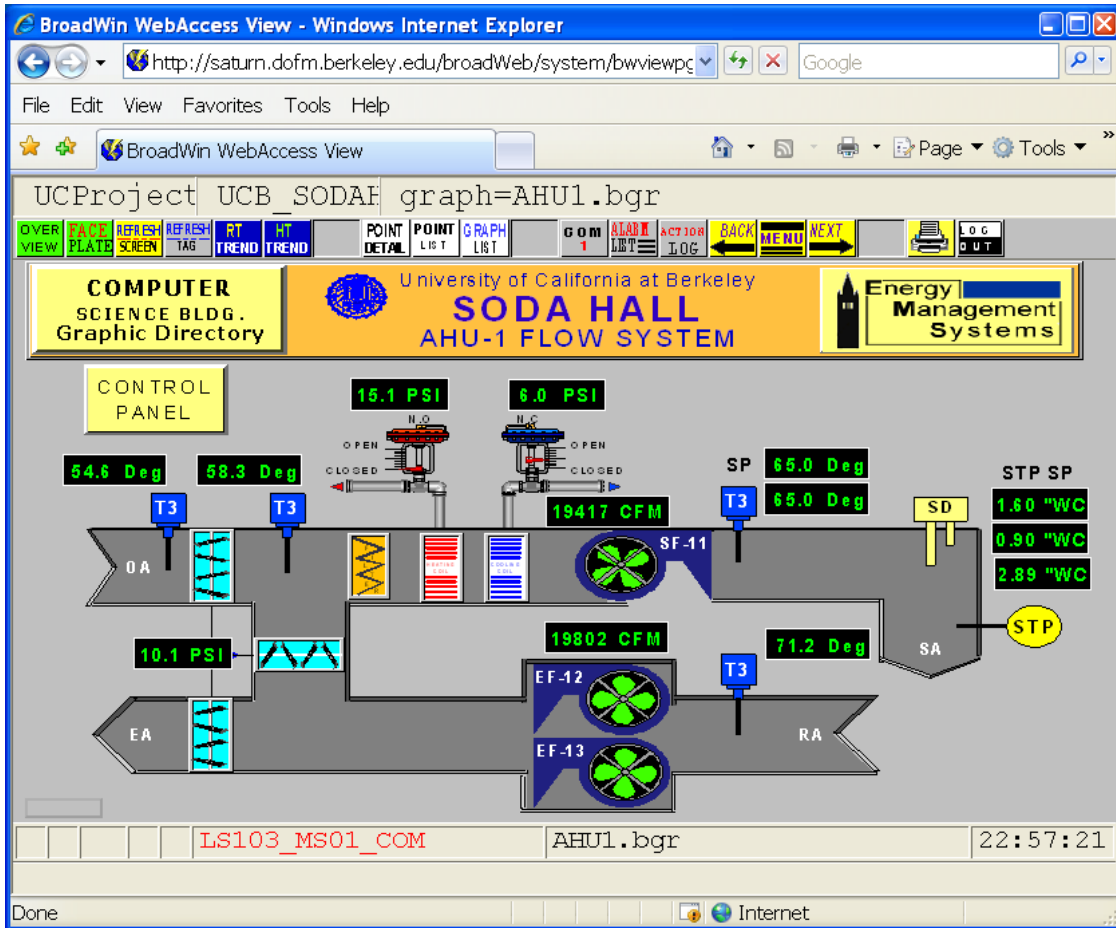 BroadWin WebAccess View - Windows Internet Explorer
http://saturn.dofm.berkeley.edu/broadWeb/system/bwviewpg
Google
File Edit View Favorites Tools Help
BroadWin WebAccess View
Page Tools
UCProject UCB_SODAH graph=AHU1.bgr
OVER VIEW
FACE PLATE
REFRESH SCREEN
REFRESH TAG
RT TREND
HT TREND
POINT DETAIL
POINT LIST
GRAPH LIST
COM 1
ALARM LIST
ACTION LOG
BACK
MENU
NEXT
LOG OUT
COMPUTER
SCIENCE BLDG.
Graphic Directory
University of California at Berkeley
SODA HALL
AHU-1 FLOW SYSTEM
Energy
Management
Systems
CONTROL
PANEL
15.1 PSI
6.0 PSI
N.O
N.C
OPEN
CLOSED
OPEN
CLOSED
54.6 Deg
58.3 Deg
SP
65.0 Deg
65.0 Deg
STP SP
1.60 "WC
0.90 "WC
2.89 "WC
T3
T3
T3
SD
19417 CFM
SF-11
OA
HEATING COIL
COOLING COIL
STP
SA
10.1 PSI
19802 CFM
71.2 Deg
T3
EF-12
EF-13
EA
RA
LS103_MS01_COM
AHU1.bgr
22:57:21
Done
Internet